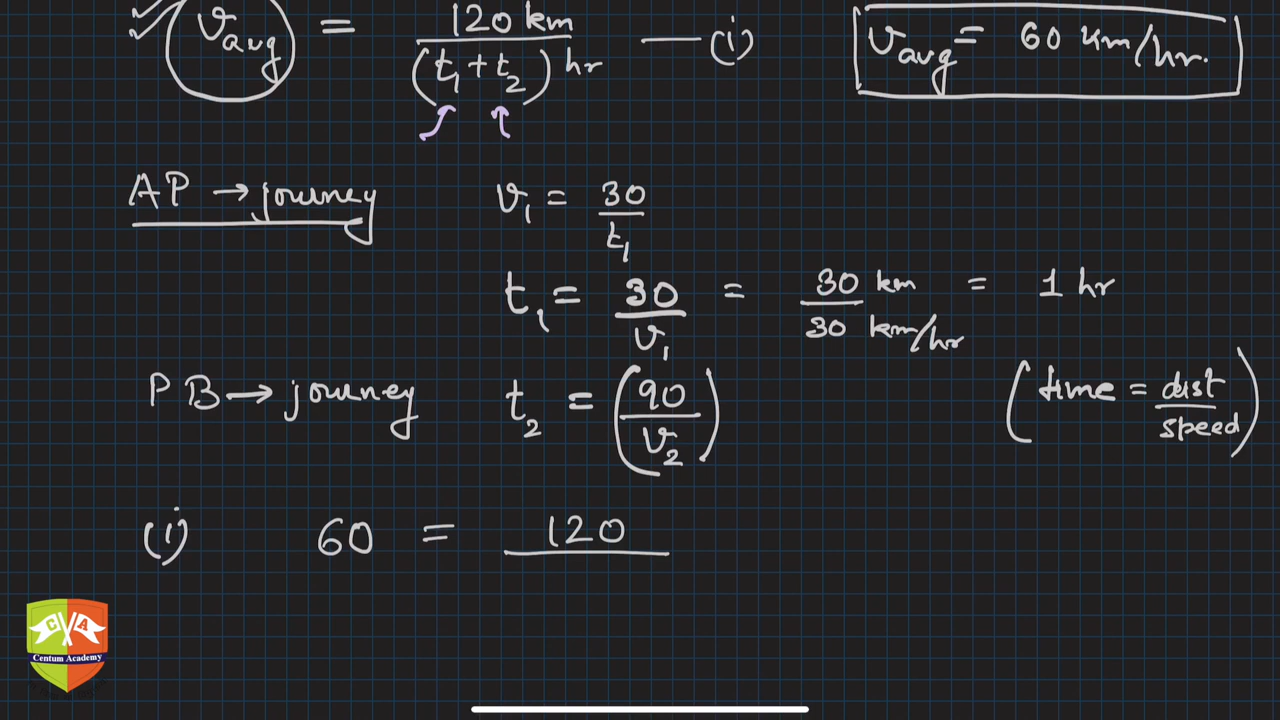 v_avg = 120 km / (t₁ + t₂) hr — (i)
v_avg = 60 km/hr.
AP → journey v₁ = 30 / t₁
t₁ = 30 / v₁ = 30 km / 30 km/hr = 1 hr
PB → journey t₂ = (90 / v₂) (time = dist / speed)
(i) 60 = 120
CA
Centum Academy